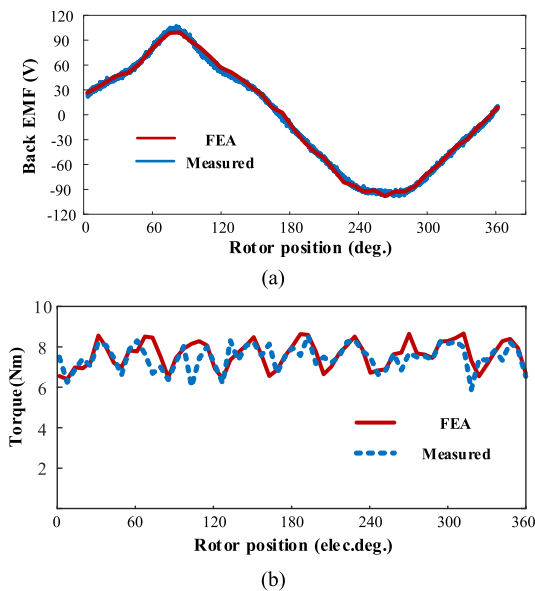 120
90
60
30
0
-30
-60
-90
-120
Back EMF (V)
FEA
Measured
0 60 120 180 240 300 360
Rotor position (deg.)
(a)
10
8
6
4
2
Torque(Nm)
FEA
Measured
0 60 120 180 240 300 360
Rotor position (elec.deg.)
(b)